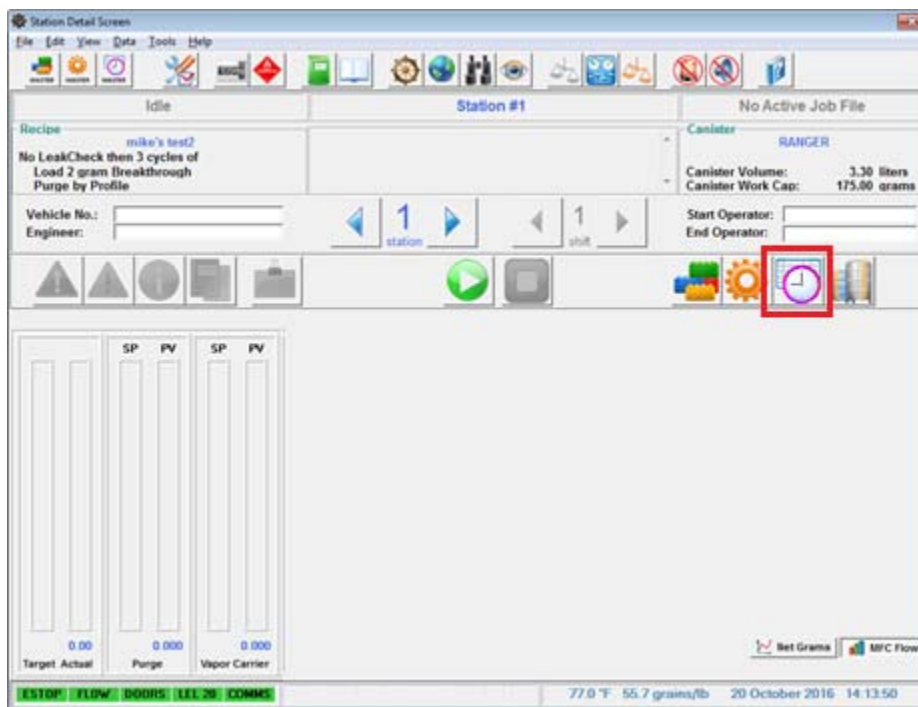 Station Detail Screen
File Edit View Data Tools Help
MASTER MASTER MASTER
Idle
Station #1
No Active Job File
Recipe
mike's test2
No LeakCheck then 3 cycles of
Load 2 gram Breakthrough
Purge by Profile
Canister
RANGER
Canister Volume: 3.30 liters
Canister Work Cap: 175.00 grams
Vehicle No.:
Engineer:
1
station
1
shift
Start Operator:
End Operator:
SP PV SP PV
0.00 0.000 0.000
Target Actual Purge Vapor Carrier
Net Grams MFC Flow
ESTOP FLOW DOORS LEL 20 COMMS
77.0 °F 55.7 grains/lb 20 October 2016 14:13:50